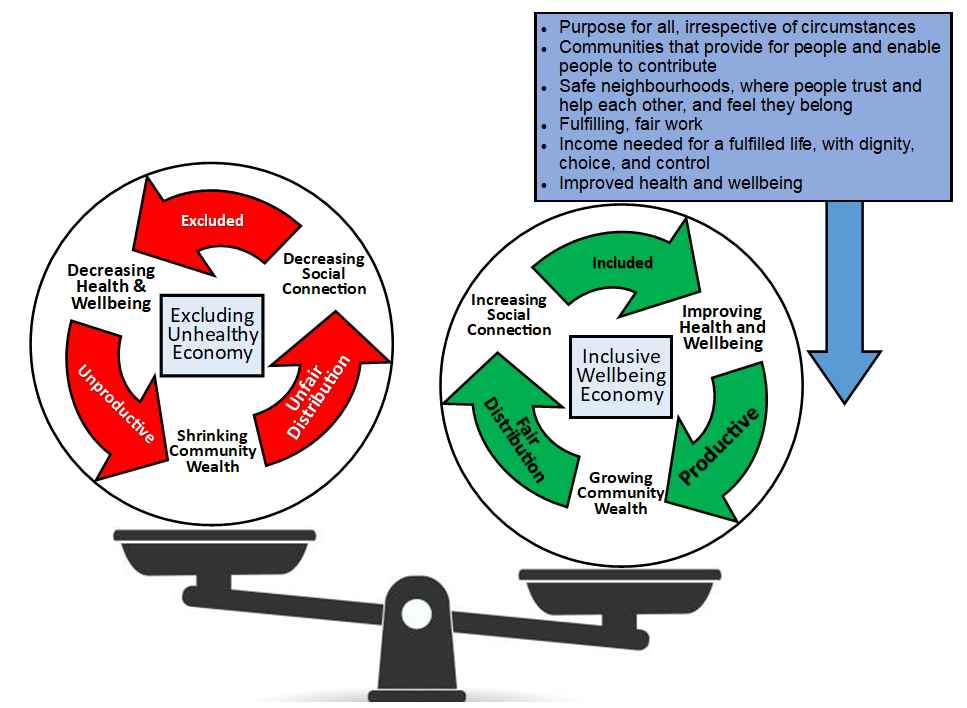 • Purpose for all, irrespective of circumstances
• Communities that provide for people and enable
people to contribute
• Safe neighbourhoods, where people trust and
help each other, and feel they belong
• Fulfilling, fair work
• Income needed for a fulfilled life, with dignity,
choice, and control
• Improved health and wellbeing
Excluded
Decreasing
Social
Connection
Decreasing
Health &
Wellbeing
Excluding
Unhealthy
Economy
Unproductive
Unfair
Distribution
Shrinking
Community
Wealth
Included
Increasing
Social
Connection
Improving
Health and
Wellbeing
Inclusive
Wellbeing
Economy
Fair
Distribution
Productive
Growing
Community
Wealth